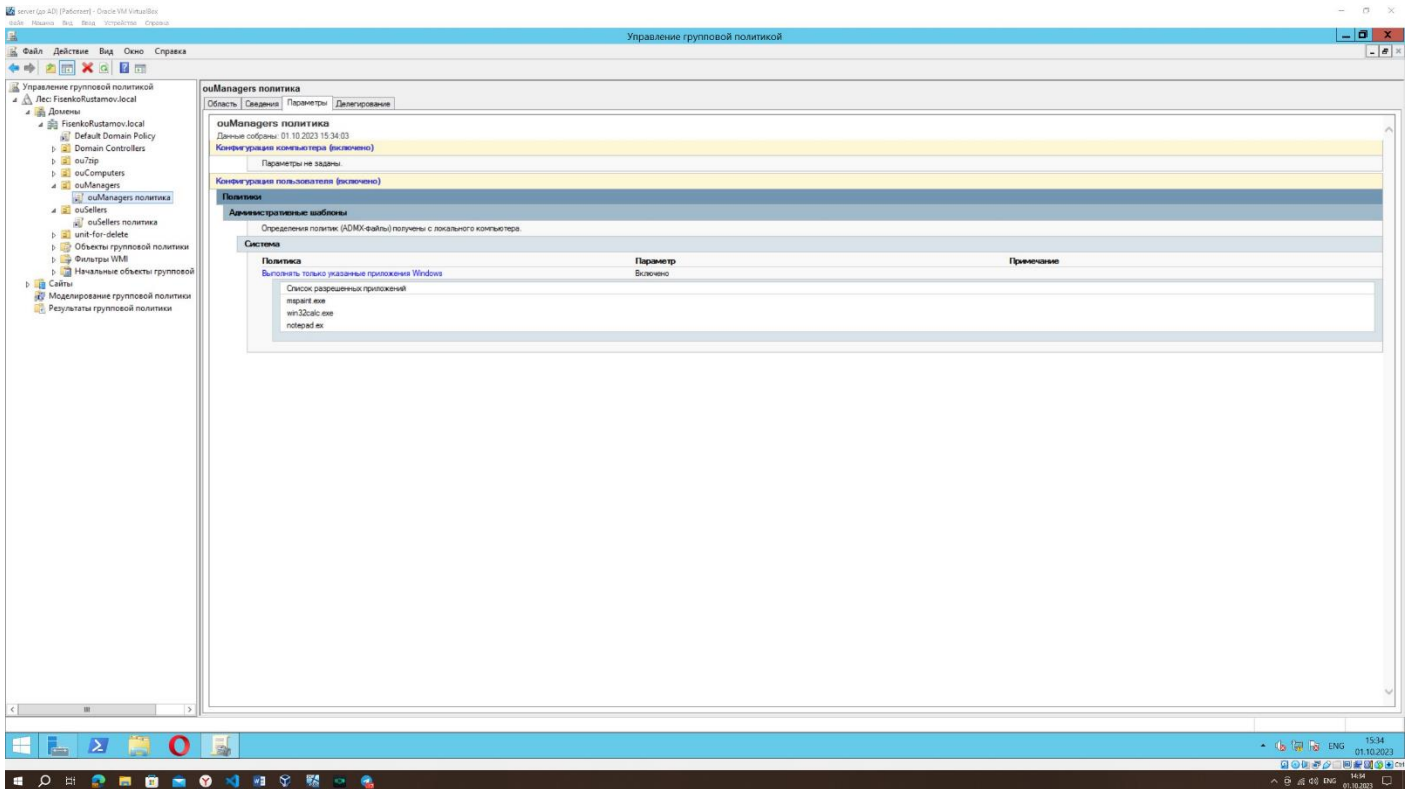 server (до AD) [Работает] - Oracle VM VirtualBox
Файл Машина Вид Ввод Устройства Справка
Управление групповой политикой
Файл Действие Вид Окно Справка
Управление групповой политикой
Лес: FisenkoRustamov.local
Домены
FisenkoRustamov.local
Default Domain Policy
Domain Controllers
ou7zip
ouComputers
ouManagers
ouManagers политика
ouSellers
ouSellers политика
unit-for-delete
Объекты групповой политики
Фильтры WMI
Начальные объекты групповой
Сайты
Моделирование групповой политики
Результаты групповой политики
ouManagers политика
Область Сведения Параметры Делегирование
ouManagers политика
Данные собраны: 01.10.2023 15:34:03
Конфигурация компьютера (включено)
Параметры не заданы.
Конфигурация пользователя (включено)
Политики
Административные шаблоны
Определения политик (ADMX-файлы) получены с локального компьютера.
Система
Политика Параметр Примечание
Выполнять только указанные приложения Windows Включено
Список разрешенных приложений
mspaint.exe
win32calc.exe
notepad.ex
ENG 15:34
01.10.2023
ENG 14:34
01.10.2023